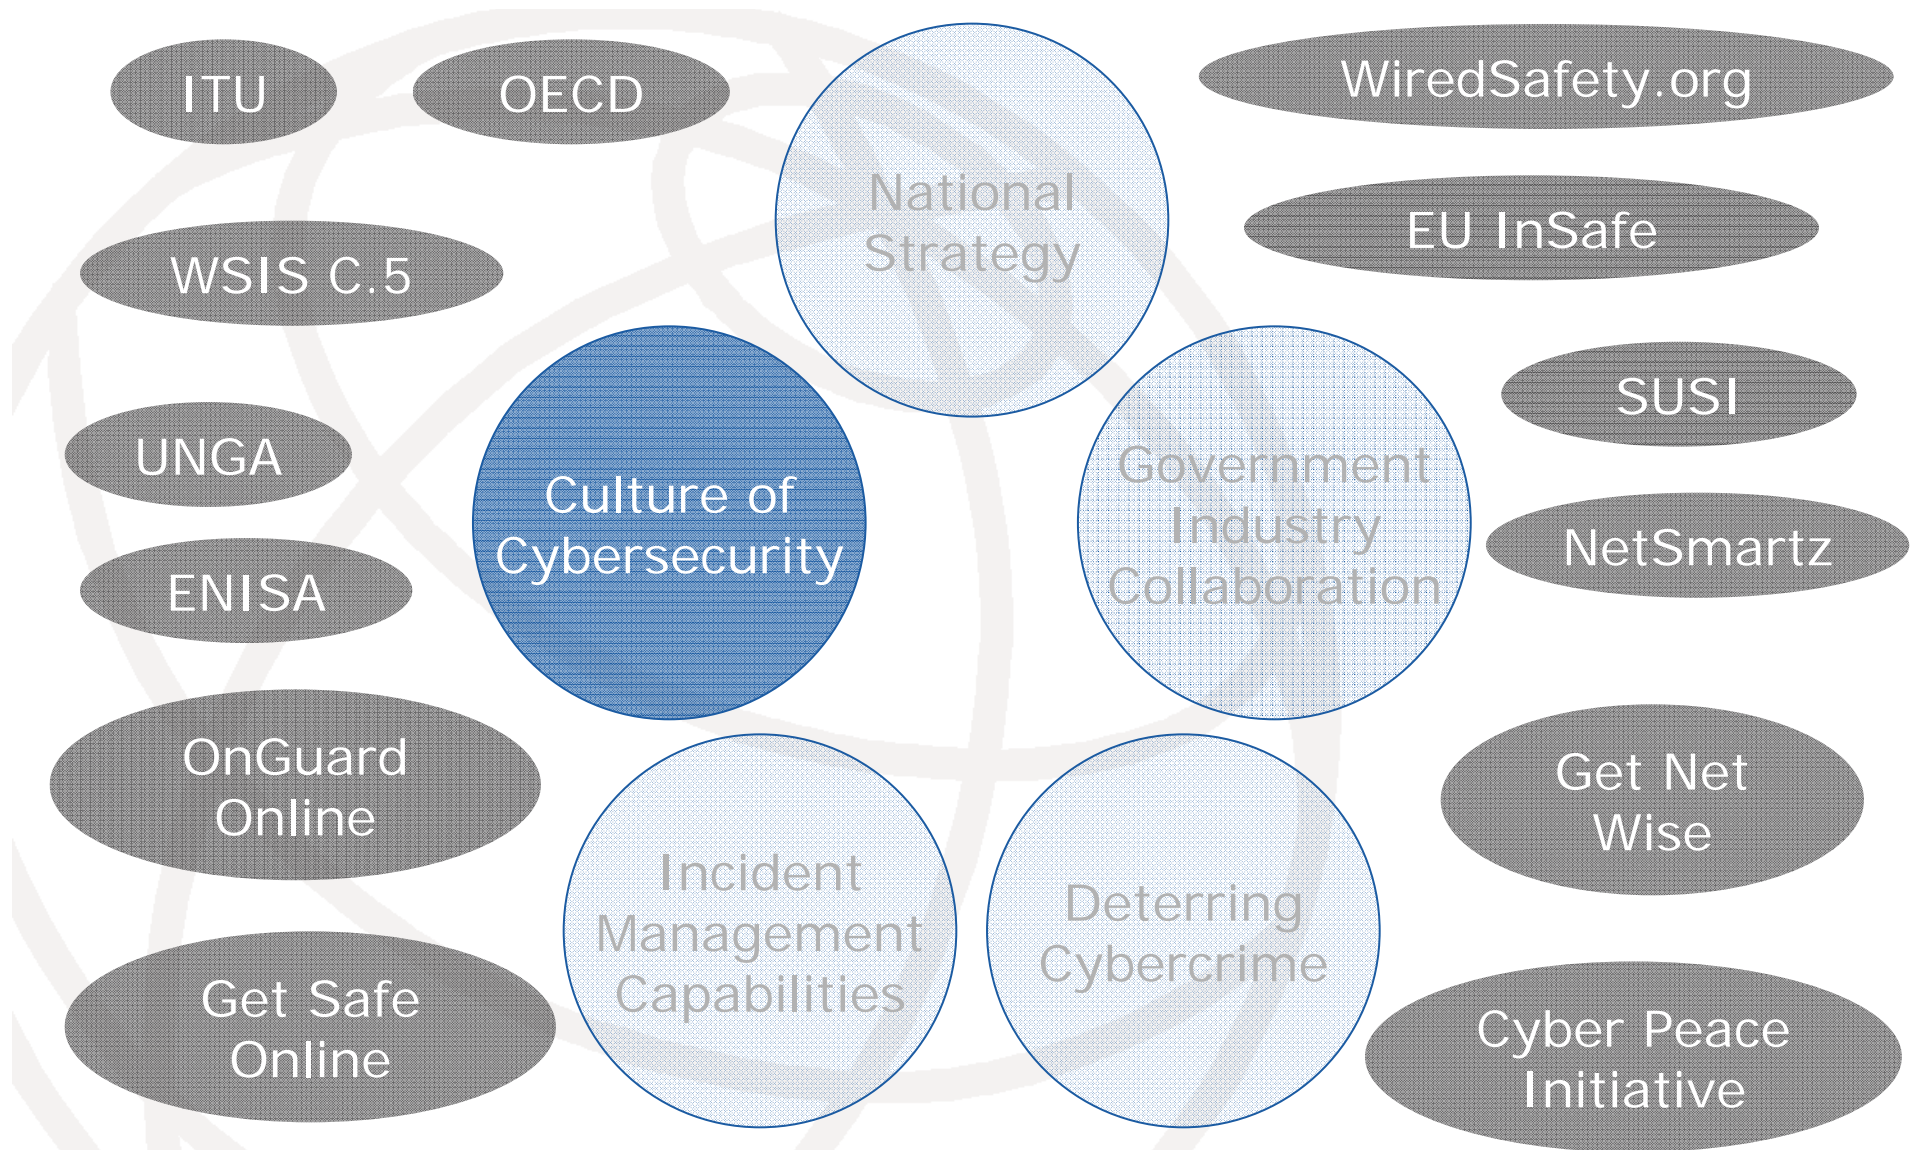 ITU
OECD
WSIS C.5
UNGA
ENISA
OnGuard
Online
Get Safe
Online
National
Strategy
Culture of
Cybersecurity
Government
Industry
Collaboration
Incident
Management
Capabilities
Deterring
Cybercrime
WiredSafety.org
EU InSafe
SUSI
NetSmartz
Get Net
Wise
Cyber Peace
Initiative